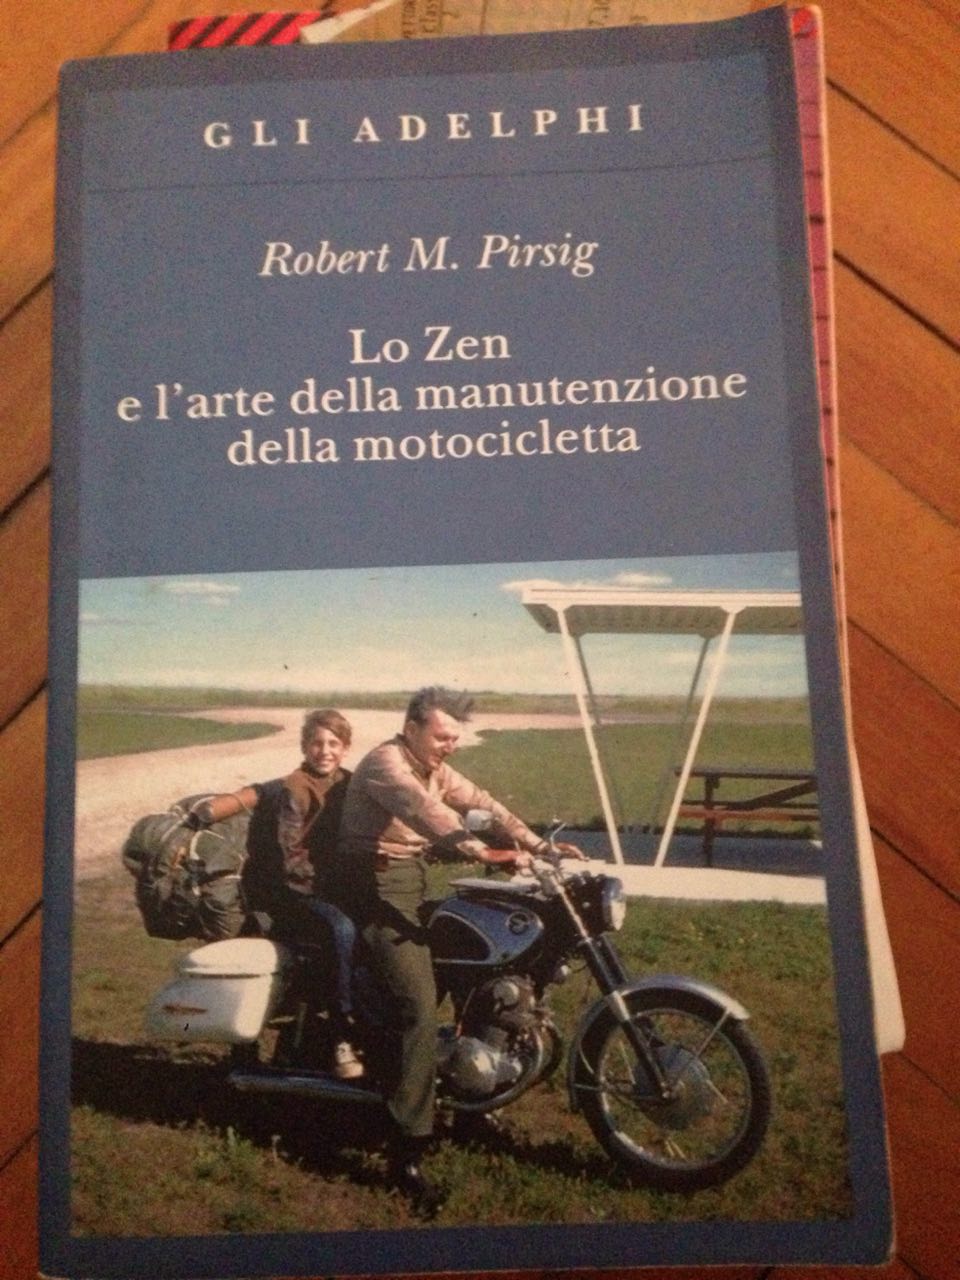 GLI ADELPHI
Robert M. Pirsig
Lo Zen
e l'arte della manutenzione
della motocicletta